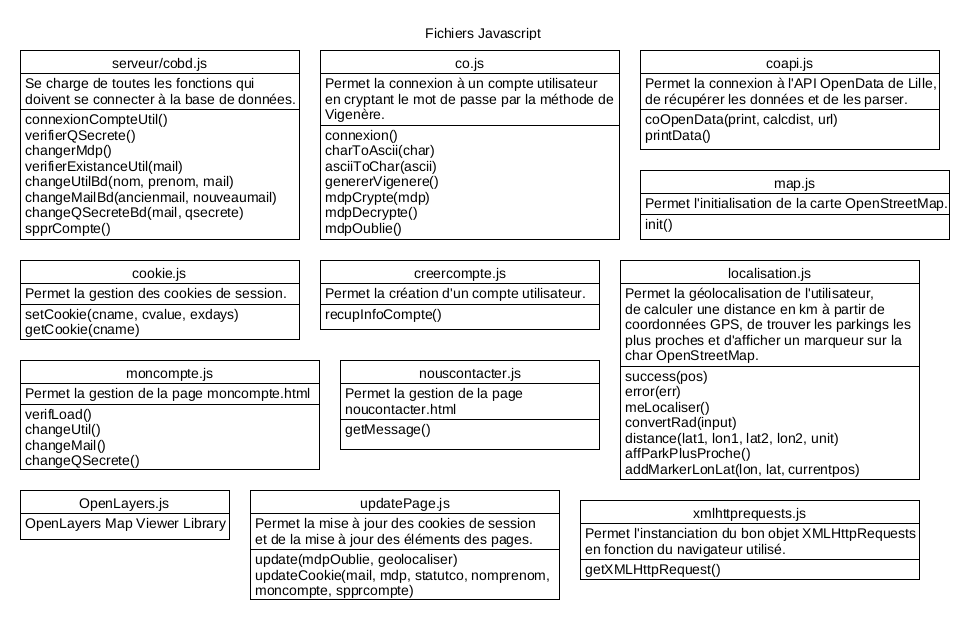 Fichiers Javascript
serveur/cobd.js
Se charge de toutes les fonctions qui
doivent se connecter à la base de données.
connexionCompteUtil()
verifierQSecrete()
changerMdp()
verifierExistanceUtil(mail)
changeUtilBd(nom, prenom, mail)
changeMailBd(ancienmail, nouveaumail)
changeQSecreteBd(mail, qsecrete)
spprCompte()
co.js
Permet la connexion à un compte utilisateur
en cryptant le mot de passe par la méthode de
Vigenère.
connexion()
charToAscii(char)
asciiToChar(ascii)
genererVigenere()
mdpCrypte(mdp)
mdpDecrypte()
mdpOublie()
coapi.js
Permet la connexion à l'API OpenData de Lille,
de récupérer les données et de les parser.
coOpenData(print, calcdist, url)
printData()
map.js
Permet l'initialisation de la carte OpenStreetMap.
init()
cookie.js
Permet la gestion des cookies de session.
setCookie(cname, cvalue, exdays)
getCookie(cname)
creercompte.js
Permet la création d'un compte utilisateur.
recupInfoCompte()
localisation.js
Permet la géolocalisation de l'utilisateur,
de calculer une distance en km à partir de
coordonnées GPS, de trouver les parkings les
plus proches et d'afficher un marqueur sur la
char OpenStreetMap.
success(pos)
error(err)
meLocaliser()
convertRad(input)
distance(lat1, lon1, lat2, lon2, unit)
affParkPlusProche()
addMarkerLonLat(lon, lat, currentpos)
moncompte.js
Permet la gestion de la page moncompte.html
verifLoad()
changeUtil()
changeMail()
changeQSecrete()
nouscontacter.js
Permet la gestion de la page
noucontacter.html
getMessage()
OpenLayers.js
OpenLayers Map Viewer Library
updatePage.js
Permet la mise à jour des cookies de session
et de la mise à jour des éléments des pages.
update(mdpOublie, geolocaliser)
updateCookie(mail, mdp, statutco, nomprenom,
moncompte, spprcompte)
xmlhttprequests.js
Permet l'instanciation du bon objet XMLHttpRequests
en fonction du navigateur utilisé.
getXMLHttpRequest()